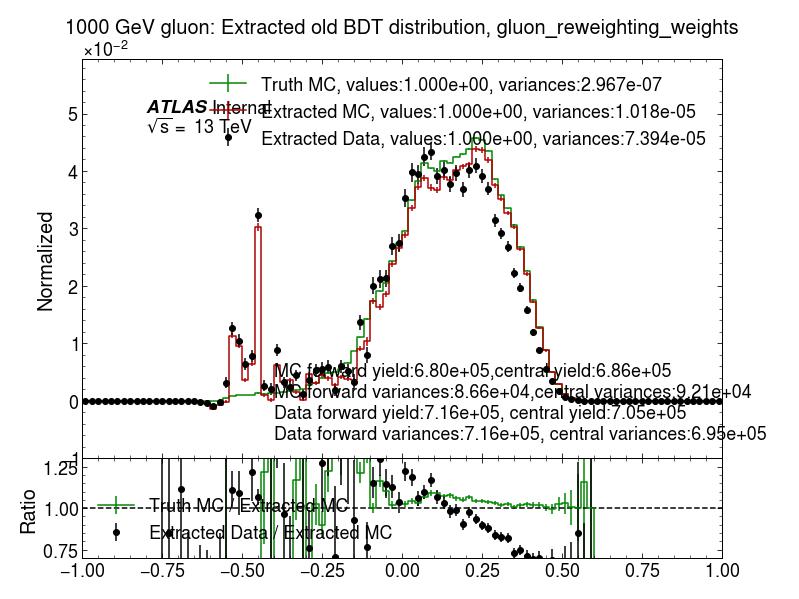 1000 GeV gluon: Extracted old BDT distribution, gluon_reweighting_weights
×10⁻²
Truth MC, values:1.000e+00, variances:2.967e-07
ATLAS Internal
Extracted MC, values:1.000e+00, variances:1.018e-05
√s = 13 TeV
Extracted Data, values:1.000e+00, variances:7.394e-05
5
4
3
2
1
0
Normalized
MC forward yield:6.80e+05,central yield:6.86e+05
MC forward variances:8.66e+04,central variances:9.21e+04
Data forward yield:7.16e+05, central yield:7.05e+05
Data forward variances:7.16e+05, central variances:6.95e+05
1
1.25
1.00
0.75
Ratio
Truth MC / Extracted MC
Extracted Data / Extracted MC
−1.00 −0.75 −0.50 −0.25 0.00 0.25 0.50 0.75 1.00